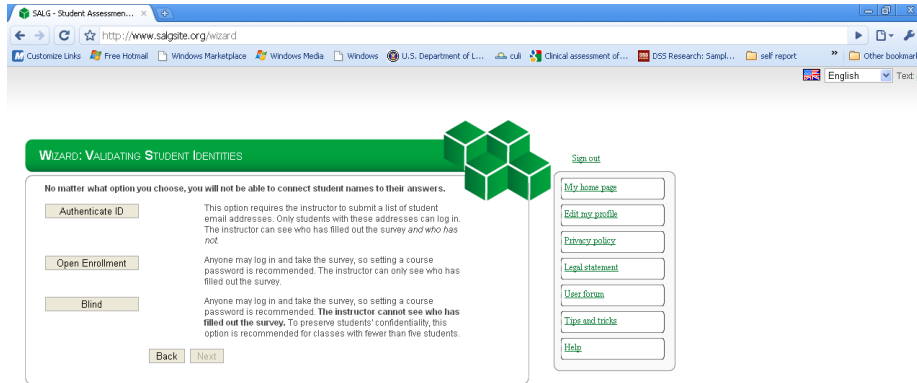 SALG - Student Assessmen...
http://www.salgsite.org/wizard
Customize Links Free Hotmail Windows Marketplace Windows Media Windows U.S. Department of L... culi Clinical assessment of... DSS Research: Sampl... self report » Other bookmark
English Text
WIZARD: VALIDATING STUDENT IDENTITIES
No matter what option you choose, you will not be able to connect student names to their answers.
Authenticate ID
This option requires the instructor to submit a list of student
email addresses. Only students with these addresses can log in.
The instructor can see who has filled out the survey and who has
not.
Open Enrollment
Anyone may log in and take the survey, so setting a course
password is recommended. The instructor can only see who has
filled out the survey.
Blind
Anyone may log in and take the survey, so setting a course
password is recommended. The instructor cannot see who has
filled out the survey. To preserve students' confidentiality, this
option is recommended for classes with fewer than five students.
Back Next
Sign out
My home page
Edit my profile
Privacy policy
Legal statement
User forum
Tips and tricks
Help